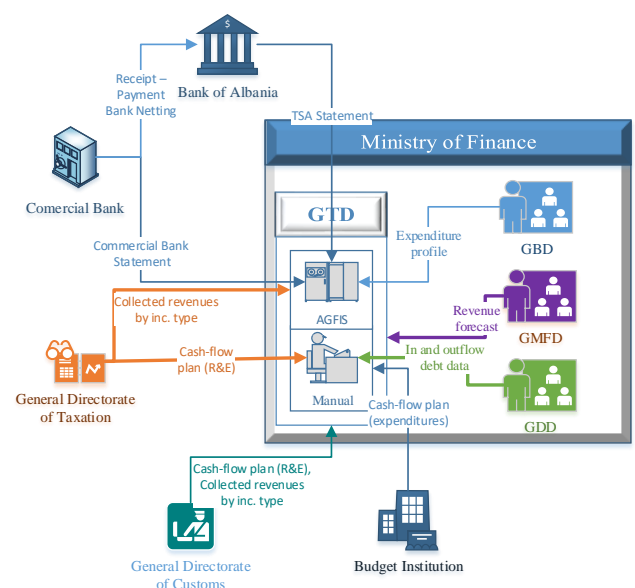 Receipt –
Payment
Bank Netting
Bank of Albania
TSA Statement
Ministry of Finance
Comercial Bank
GTD
Commercial Bank
Statement
Expenditure
profile
GBD
AGFIS
Collected revenues
by inc. type
Revenue
forecast
GMFD
Cash-flow
plan (R&E)
In and outflow
debt data
General Directorate
of Taxation
Manual
Cash-flow plan
(expenditures)
GDD
Cash-flow plan (R&E),
Collected revenues
by inc. type
General Directorate
of Customs
Budget Institution